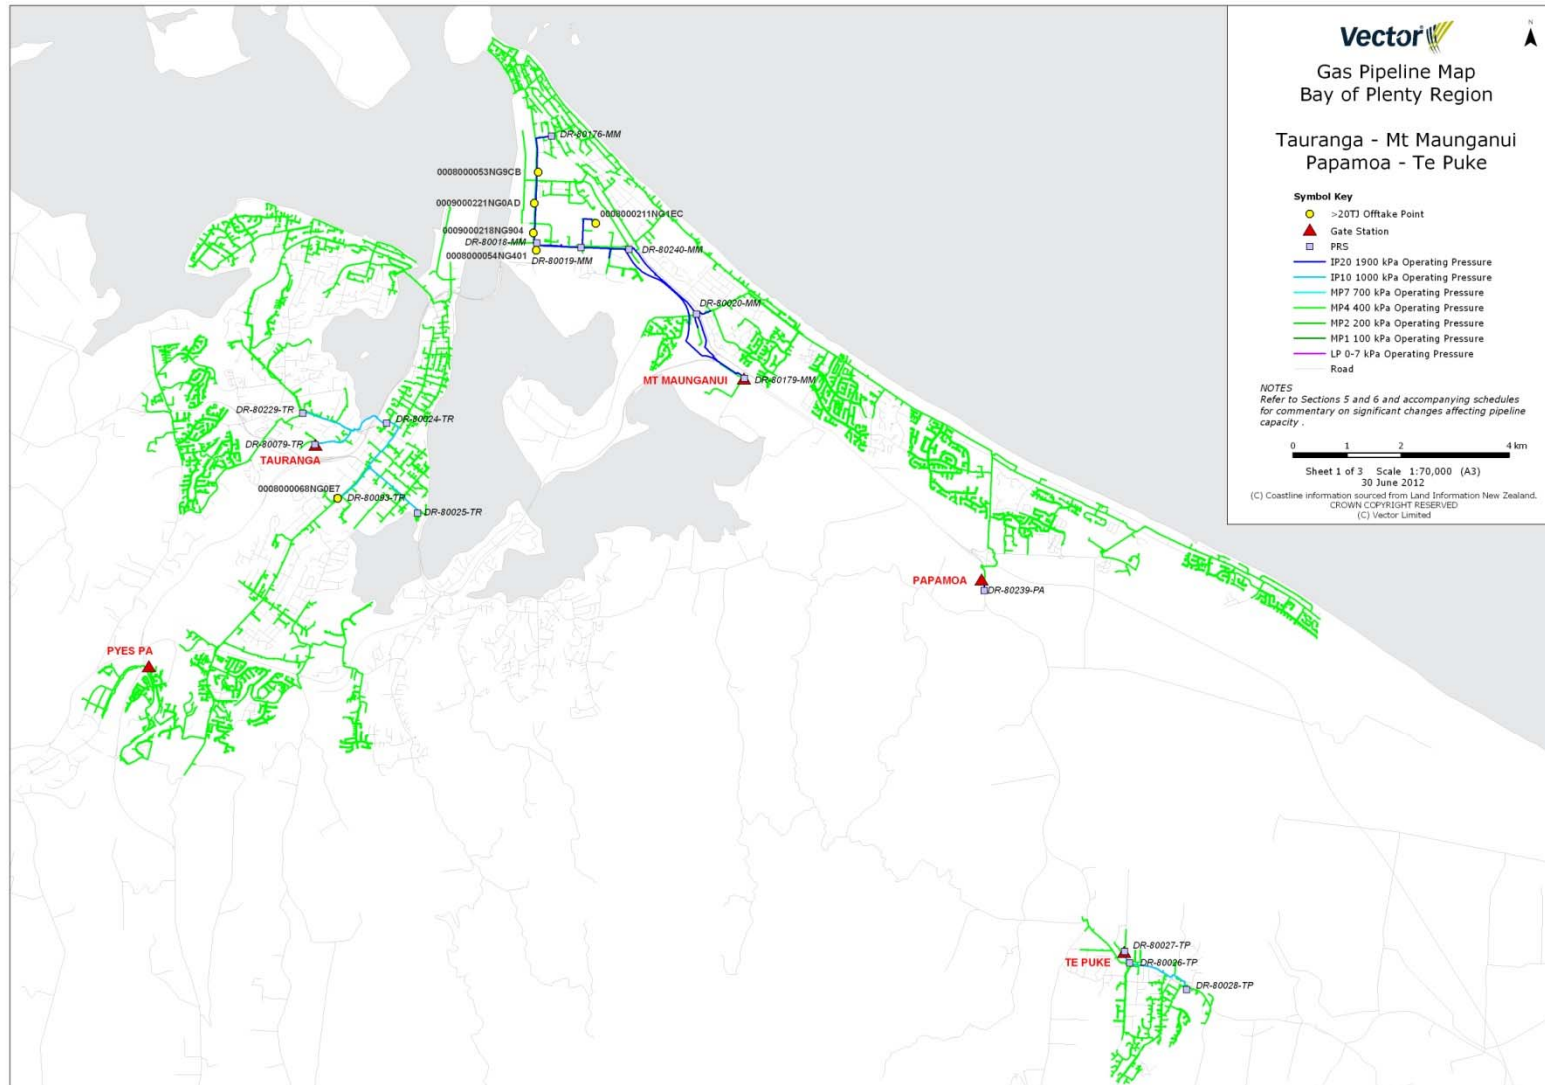 Vector
N
Gas Pipeline Map
Bay of Plenty Region
Tauranga - Mt Maunganui
Papamoa - Te Puke
Symbol Key
>20TJ Offtake Point
Gate Station
PRS
IP20 1900 kPa Operating Pressure
IP10 1000 kPa Operating Pressure
MP7 700 kPa Operating Pressure
MP4 400 kPa Operating Pressure
MP2 200 kPa Operating Pressure
MP1 100 kPa Operating Pressure
LP 0-7 kPa Operating Pressure
Road
NOTES
Refer to Sections 5 and 6 and accompanying schedules
for commentary on significant changes affecting pipeline
capacity .
0 1 2 4 km
Sheet 1 of 3 Scale 1:70,000 (A3)
30 June 2012
(C) Coastline information sourced from Land Information New Zealand.
CROWN COPYRIGHT RESERVED
(C) Vector Limited
DR-80176-MM
0008000053NG9CB
0009000221NG0AD
0008000211NG1EC
0009000218NG904
DR-80018-MM
0008000054NG401
DR-80019-MM
DR-80240-MM
DR-80020-MM
MT MAUNGANUI
DR-80179-MM
DR-80229-TR
DR-80024-TR
DR-80079-TR
TAURANGA
0008000068NG0E7
DR-80093-TR
DR-80025-TR
PAPAMOA
DR-80239-PA
PYES PA
DR-80027-TP
TE PUKE
DR-80026-TP
DR-80028-TP